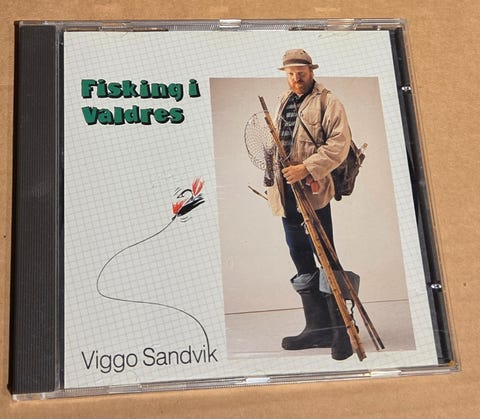 Fisking i
Valdres
Viggo Sandvik